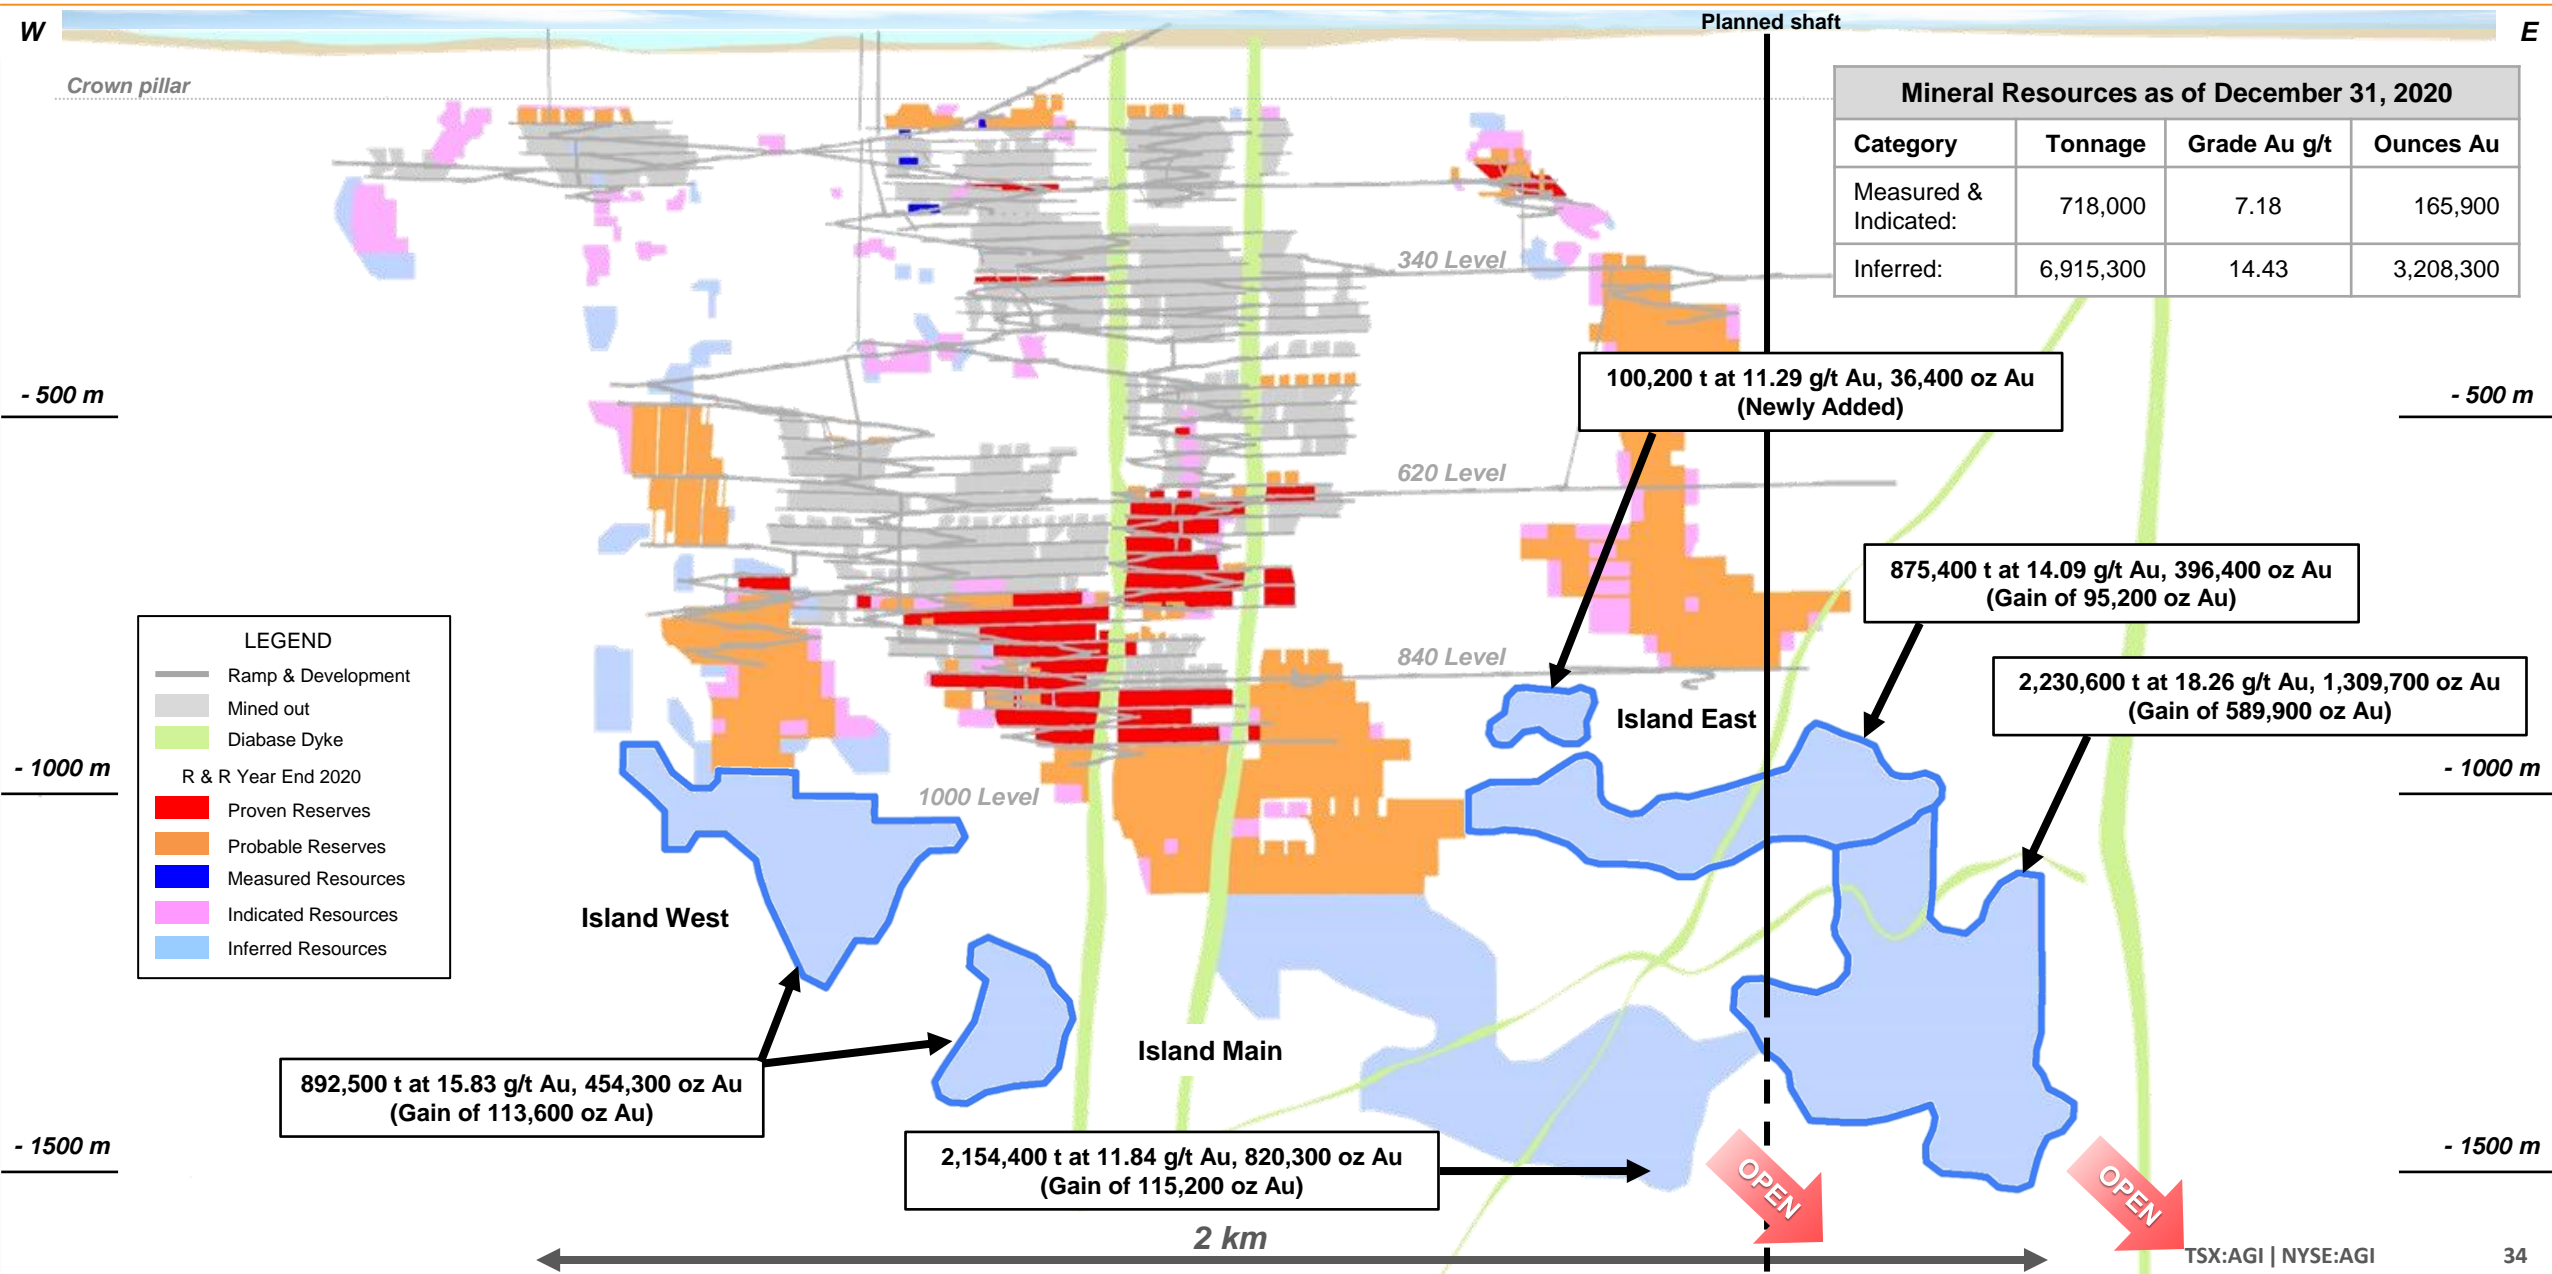 Planned shaft
W
E
Crown pillar
Mineral Resources as of December 31, 2020
Category Tonnage Grade Au g/t Ounces Au
Measured & Indicated: 718,000 7.18 165,900
Inferred: 6,915,300 14.43 3,208,300
340 Level
100,200 t at 11.29 g/t Au, 36,400 oz Au
(Newly Added)
- 500 m
- 500 m
620 Level
875,400 t at 14.09 g/t Au, 396,400 oz Au
(Gain of 95,200 oz Au)
840 Level
2,230,600 t at 18.26 g/t Au, 1,309,700 oz Au
(Gain of 589,900 oz Au)
Island East
LEGEND
Ramp & Development
Mined out
Diabase Dyke
R & R Year End 2020
Proven Reserves
Probable Reserves
Measured Resources
Indicated Resources
Inferred Resources
- 1000 m
- 1000 m
1000 Level
Island West
Island Main
892,500 t at 15.83 g/t Au, 454,300 oz Au
(Gain of 113,600 oz Au)
2,154,400 t at 11.84 g/t Au, 820,300 oz Au
(Gain of 115,200 oz Au)
- 1500 m
- 1500 m
OPEN
OPEN
2 km
TSX:AGI | NYSE:AGI 34